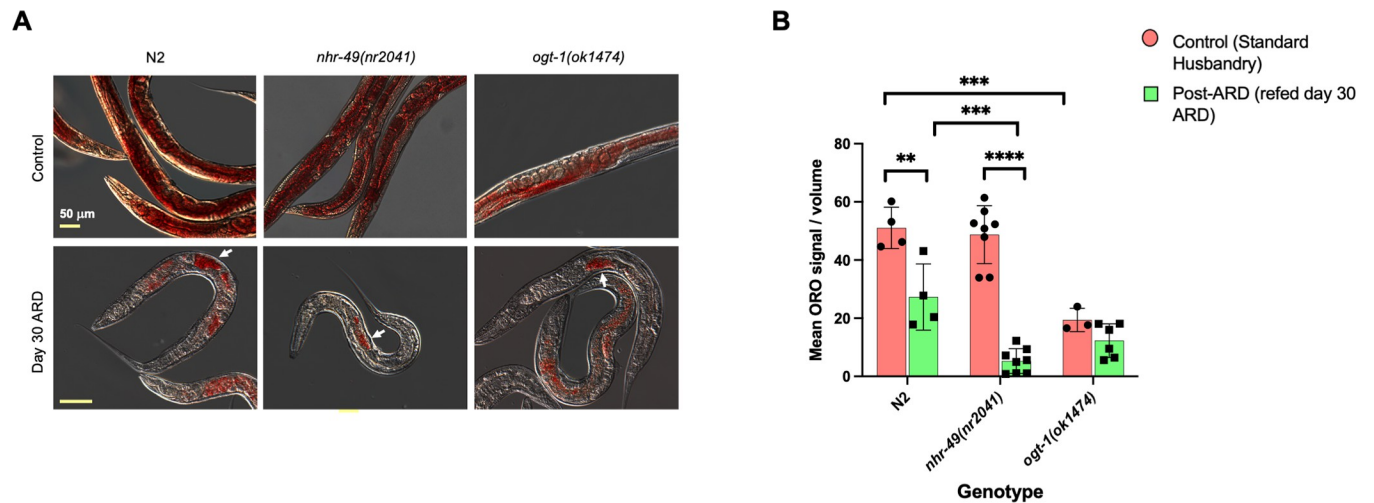 A
N2
nhr-49(nr2041)
ogt-1(ok1474)
Control
50 μm
Day 30 ARD
B
Control (Standard
Husbandry)
Post-ARD (refed day 30
ARD)
***
***
**
****
Mean ORO signal / volume
80
60
40
20
0
N2
nhr-49(nr2041)
ogt-1(ok1474)
Genotype